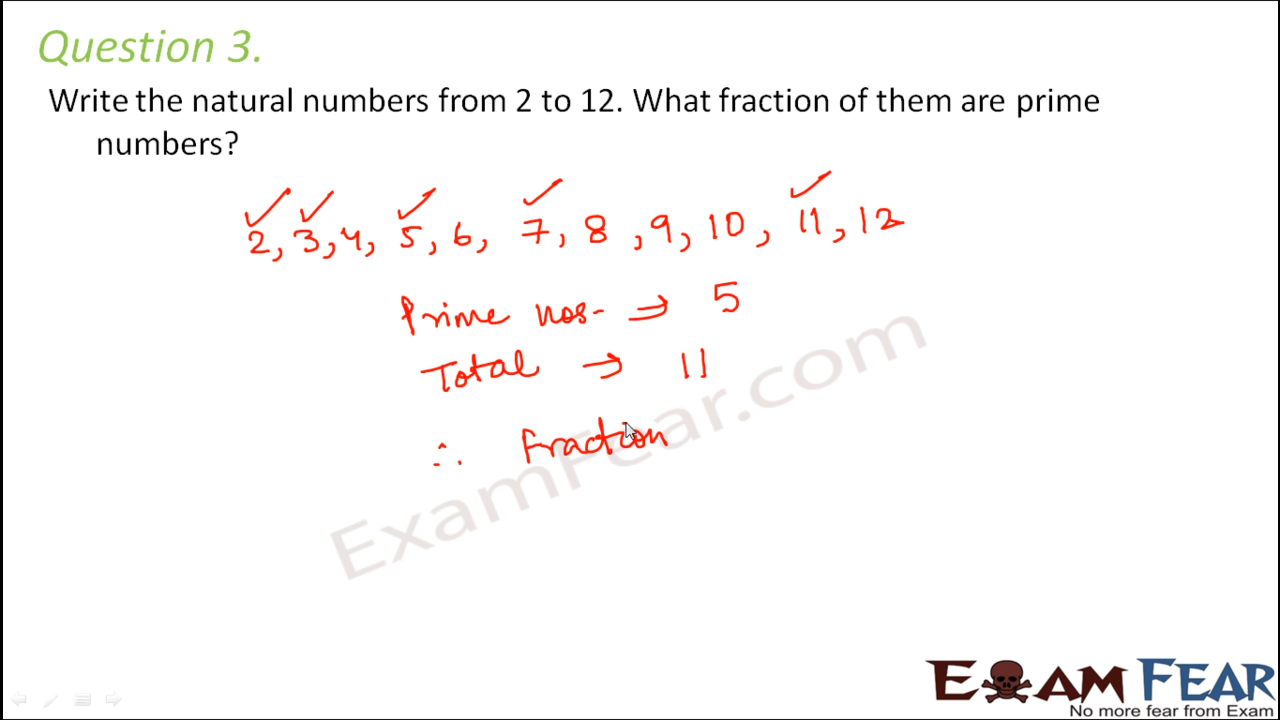 Question 3.
Write the natural numbers from 2 to 12. What fraction of them are prime
numbers?
2, 3, 4, 5, 6, 7, 8, 9, 10, 11, 12
Prime nos. ⇒ 5
Total → 11
∴ Fraction
ExamFear.com
EXAM FEAR
No more fear from Exam